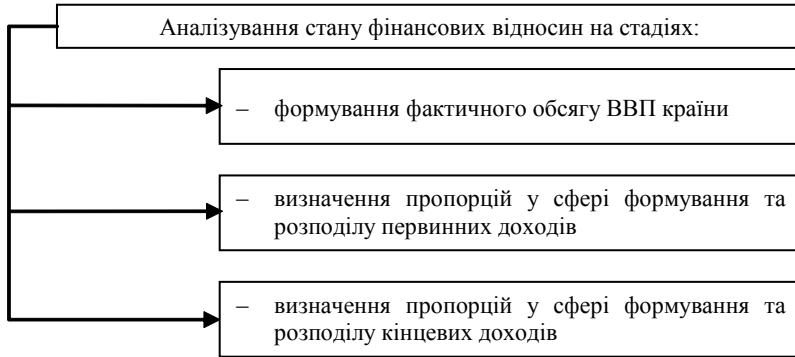 Аналізування стану фінансових відносин на стадіях:
– формування фактичного обсягу ВВП країни
– визначення пропорцій у сфері формування та
розподілу первинних доходів
– визначення пропорцій у сфері формування та
розподілу кінцевих доходів